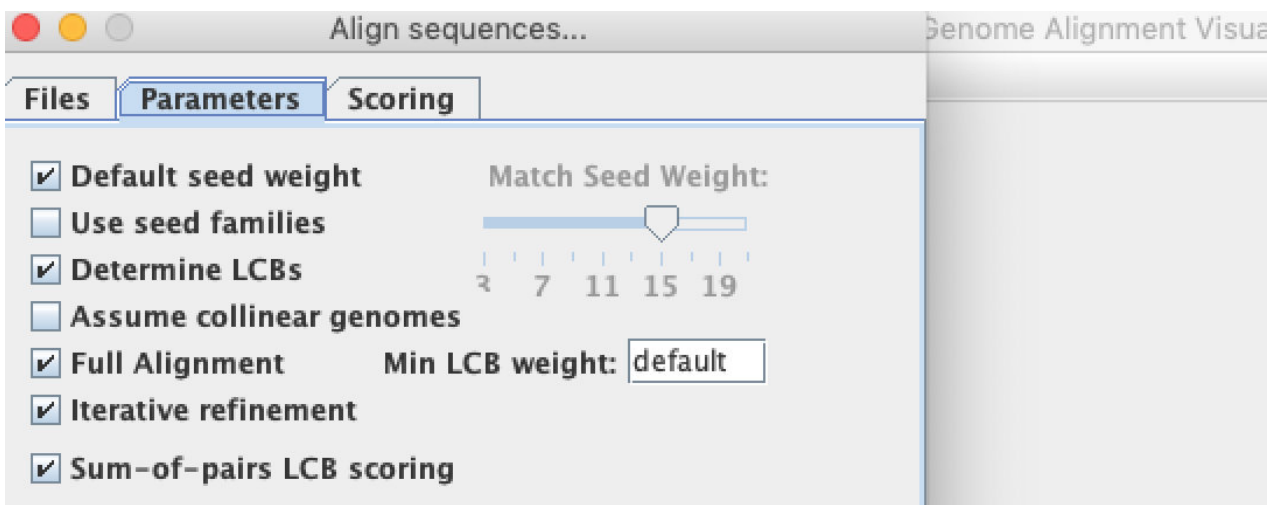 Align sequences...
Genome Alignment Visua
Files Parameters Scoring
Default seed weight Match Seed Weight:
Use seed families
Determine LCBs
3 7 11 15 19
Assume collinear genomes
Full Alignment Min LCB weight: default
Iterative refinement
Sum-of-pairs LCB scoring